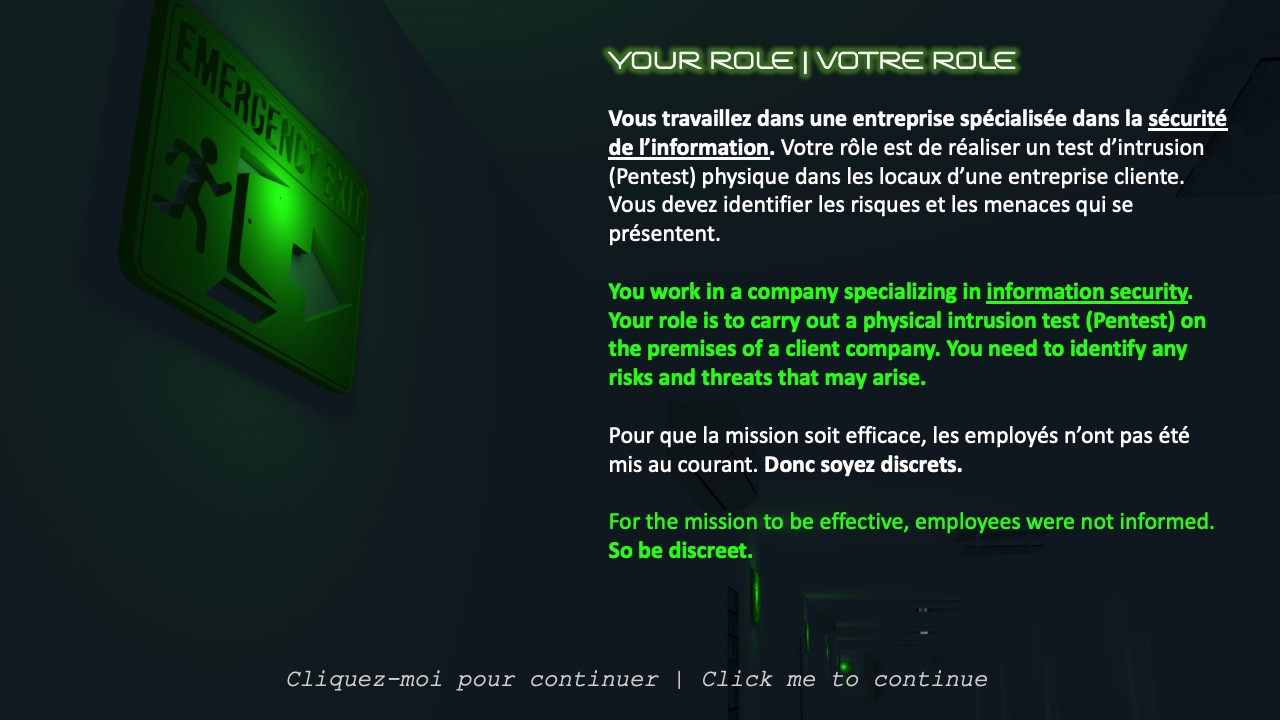 EMERGENCY EXIT
YOUR ROLE | VOTRE ROLE
Vous travaillez dans une entreprise spécialisée dans la sécurité
de l’information. Votre rôle est de réaliser un test d’intrusion
(Pentest) physique dans les locaux d’une entreprise cliente.
Vous devez identifier les risques et les menaces qui se
présentent.
You work in a company specializing in information security.
Your role is to carry out a physical intrusion test (Pentest) on
the premises of a client company. You need to identify any
risks and threats that may arise.
Pour que la mission soit efficace, les employés n’ont pas été
mis au courant. Donc soyez discrets.
For the mission to be effective, employees were not informed.
So be discreet.
Cliquez-moi pour continuer | Click me to continue